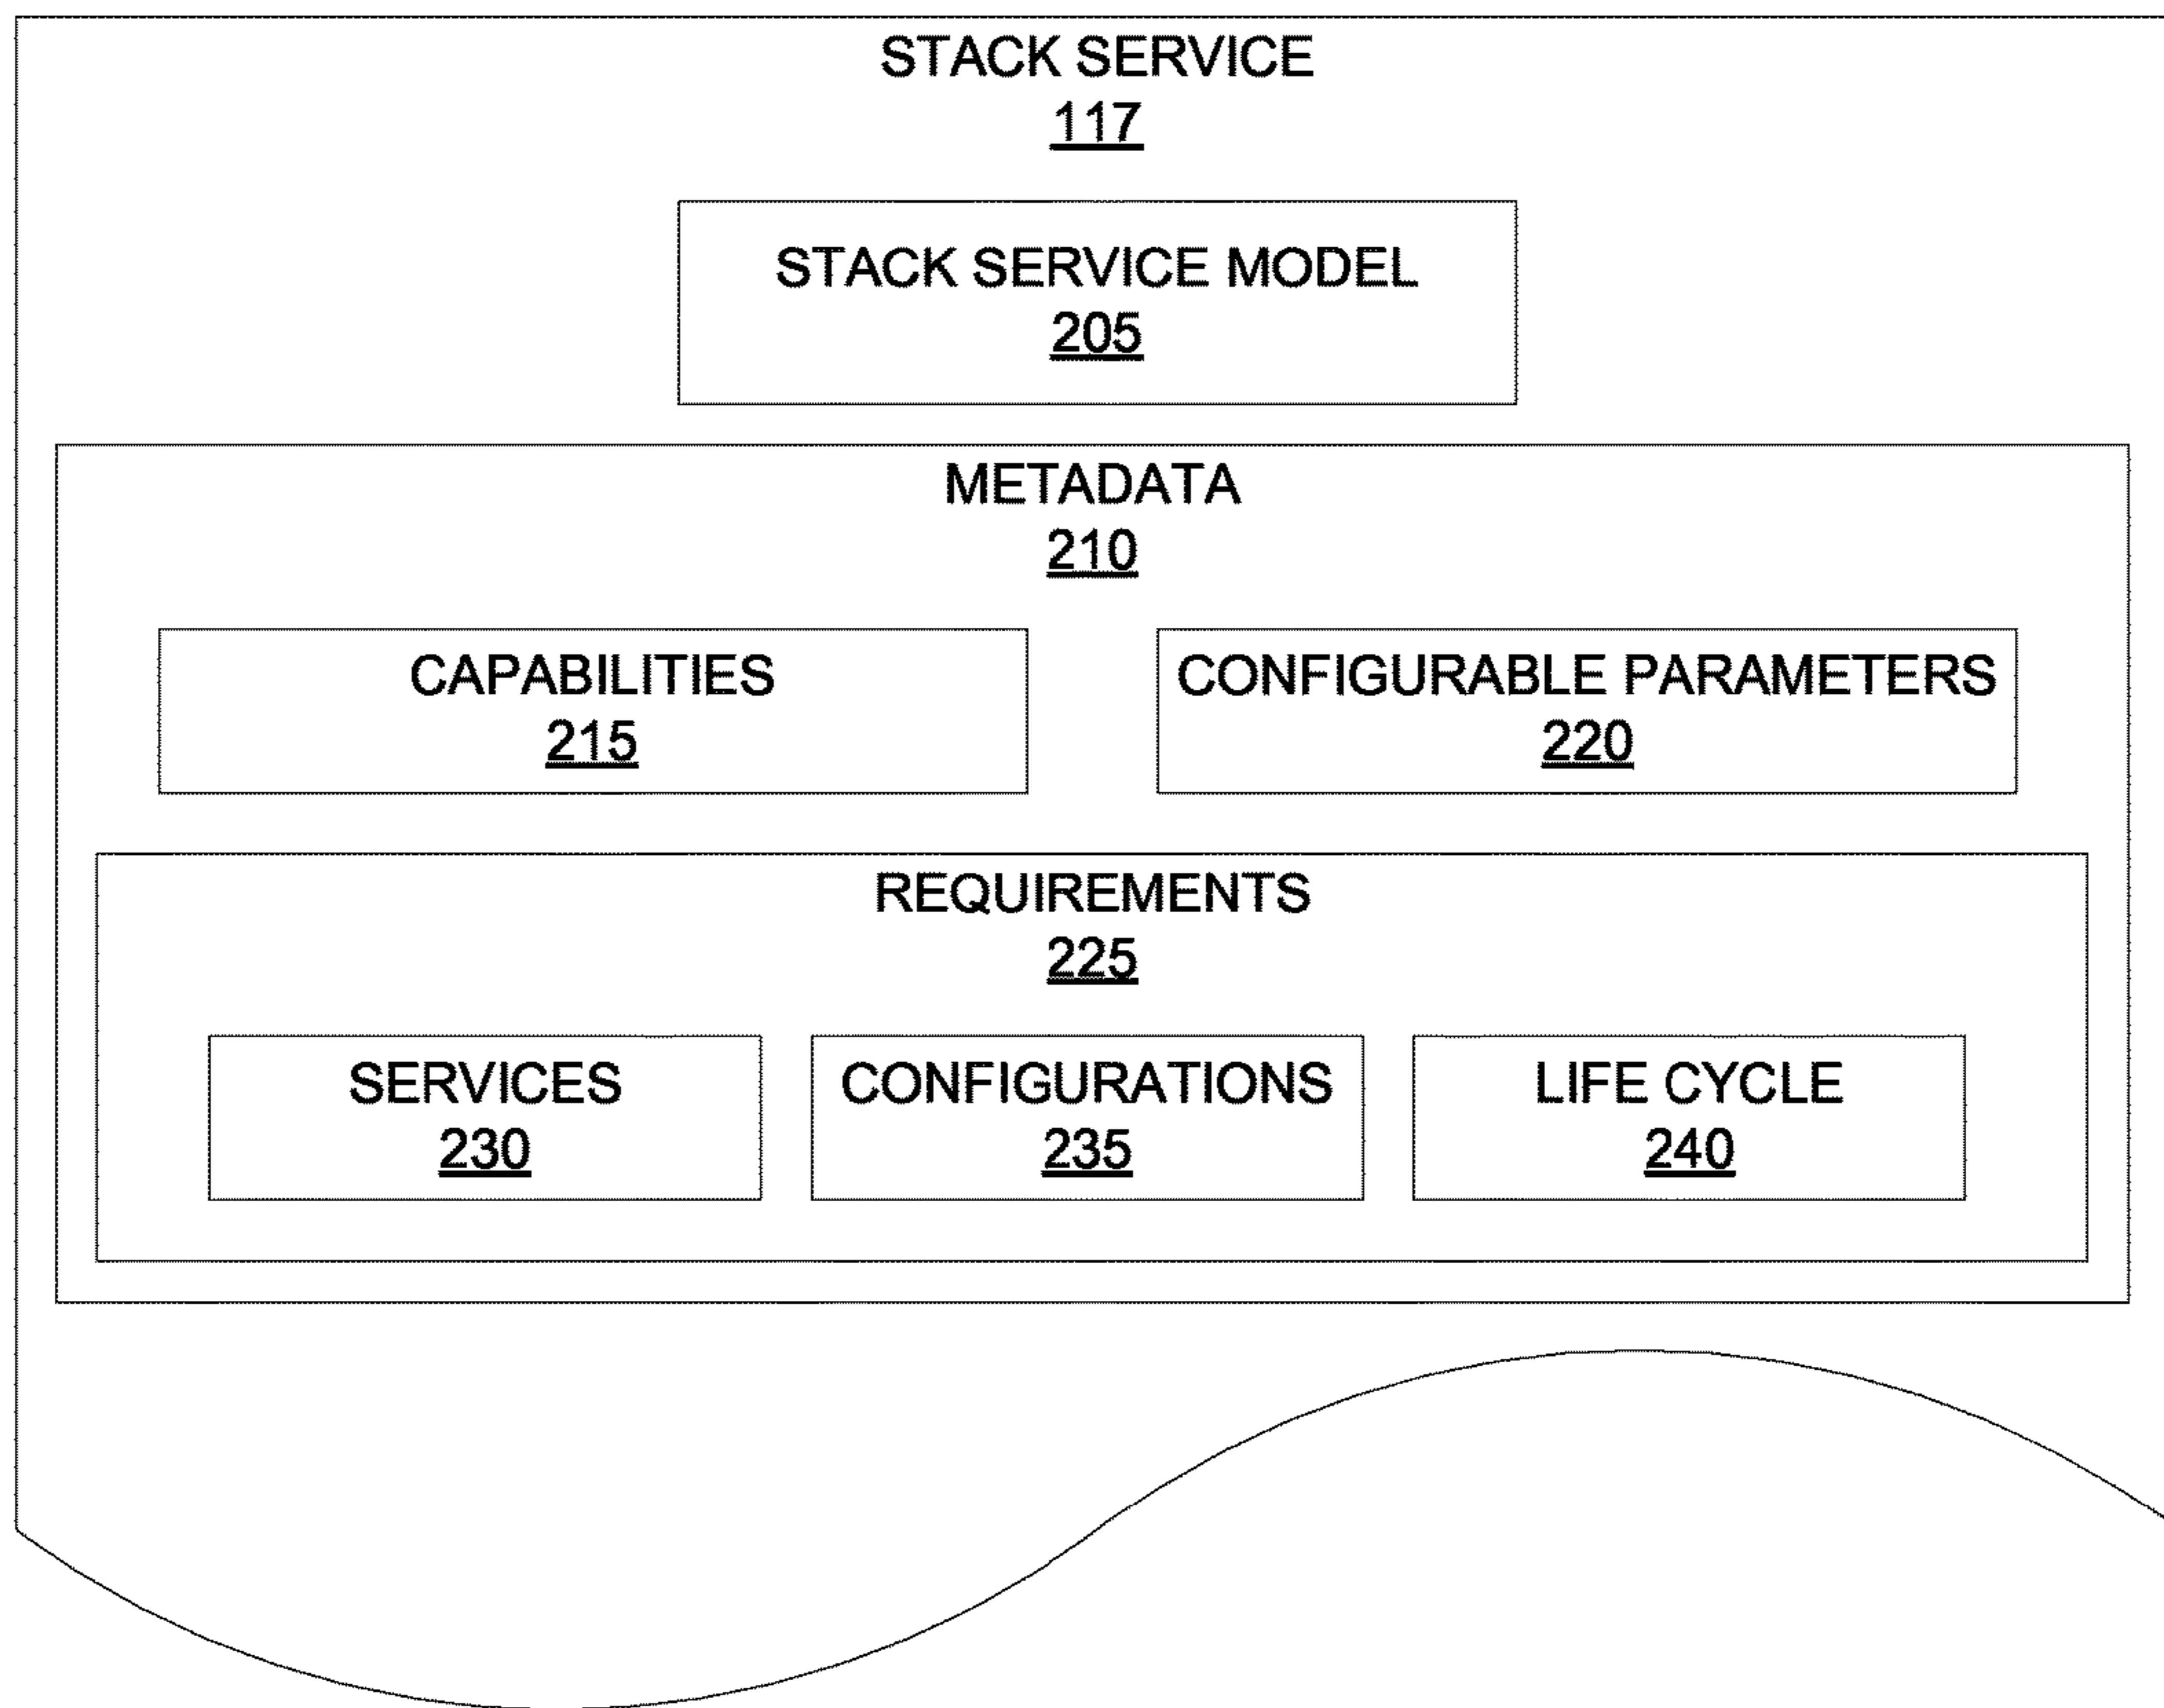 STACK SERVICE
117
STACK SERVICE MODEL
205
METADATA
210
CAPABILITIES
215
CONFIGURABLE PARAMETERS
220
REQUIREMENTS
225
SERVICES
230
CONFIGURATIONS
235
LIFE CYCLE
240